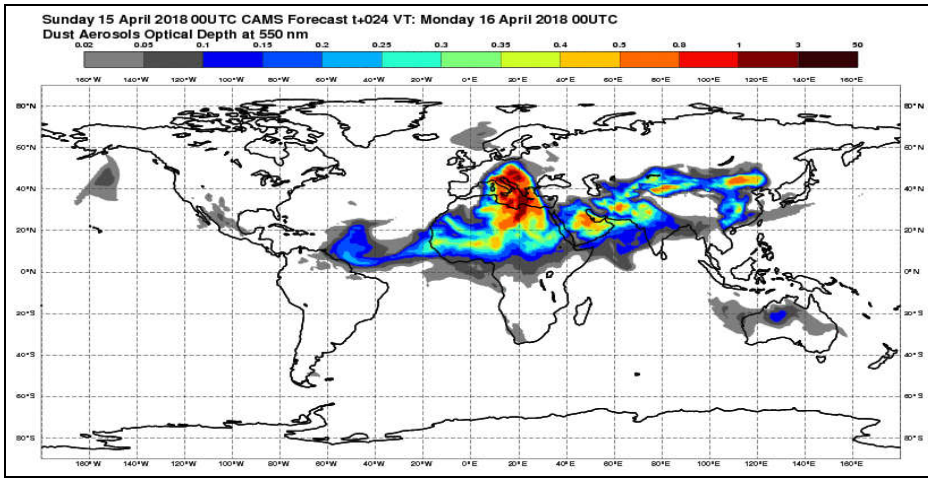 Sunday 15 April 2018 00UTC CAMS Forecast t+024 VT: Monday 16 April 2018 00UTC
Dust Aerosols Optical Depth at 550 nm
0.02 0.05 0.1 0.15 0.2 0.25 0.3 0.35 0.4 0.5 0.8 1 3 50
160°W 140°W 120°W 100°W 80°W 60°W 40°W 20°W 0°E 20°E 40°E 60°E 80°E 100°E 120°E 140°E 160°E
80°N 80°N
60°N 60°N
40°N 40°N
20°N 20°N
0°N 0°N
20°S 20°S
40°S 40°S
60°S 60°S
80°S 80°S
160°W 140°W 120°W 100°W 80°W 60°W 40°W 20°W 0°E 20°E 40°E 60°E 80°E 100°E 120°E 140°E 160°E